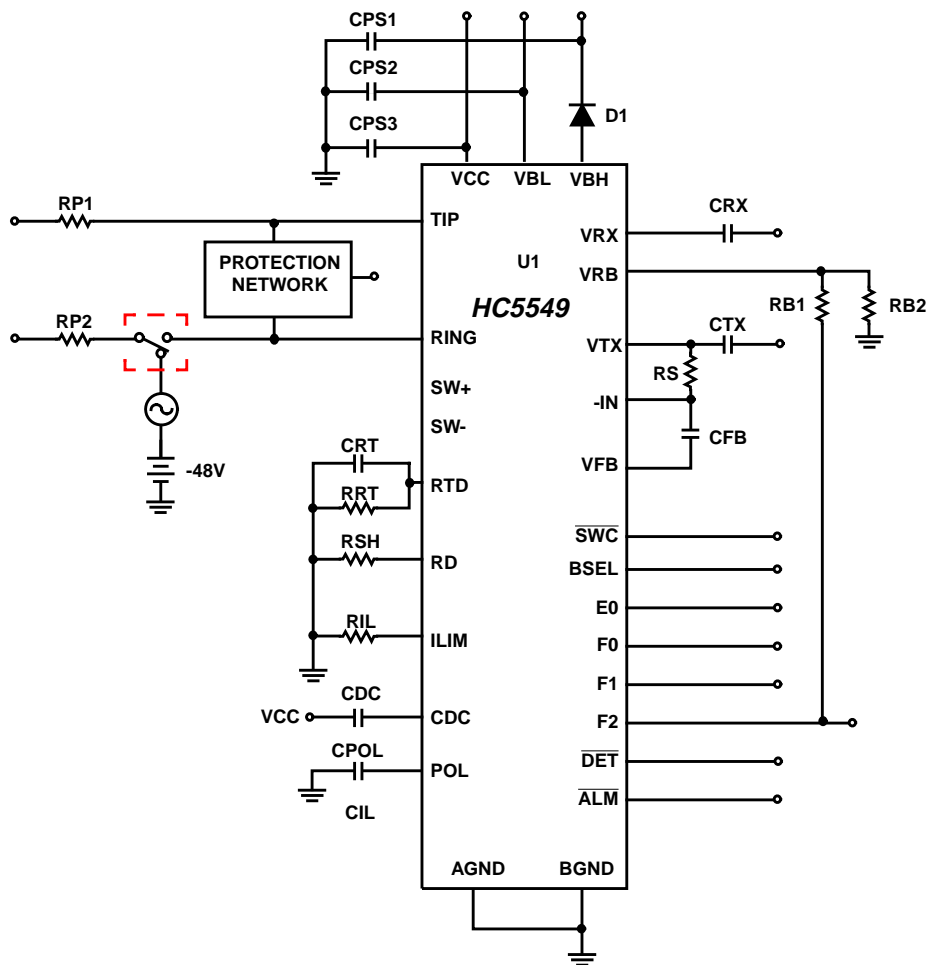 CPS1
CPS2
CPS3
D1
VCC VBL VBH
RP1
TIP
CRX
VRX
PROTECTION
NETWORK
U1
VRB
HC5549
RB1
RB2
RP2
RING
VTX
CTX
RS
SW+
-IN
SW-
CFB
CRT
VFB
-48V
RTD
RRT
SWC
RSH
RD
BSEL
E0
RIL
ILIM
F0
F1
CDC
VCC
CDC
F2
CPOL
POL
DET
CIL
ALM
AGND BGND